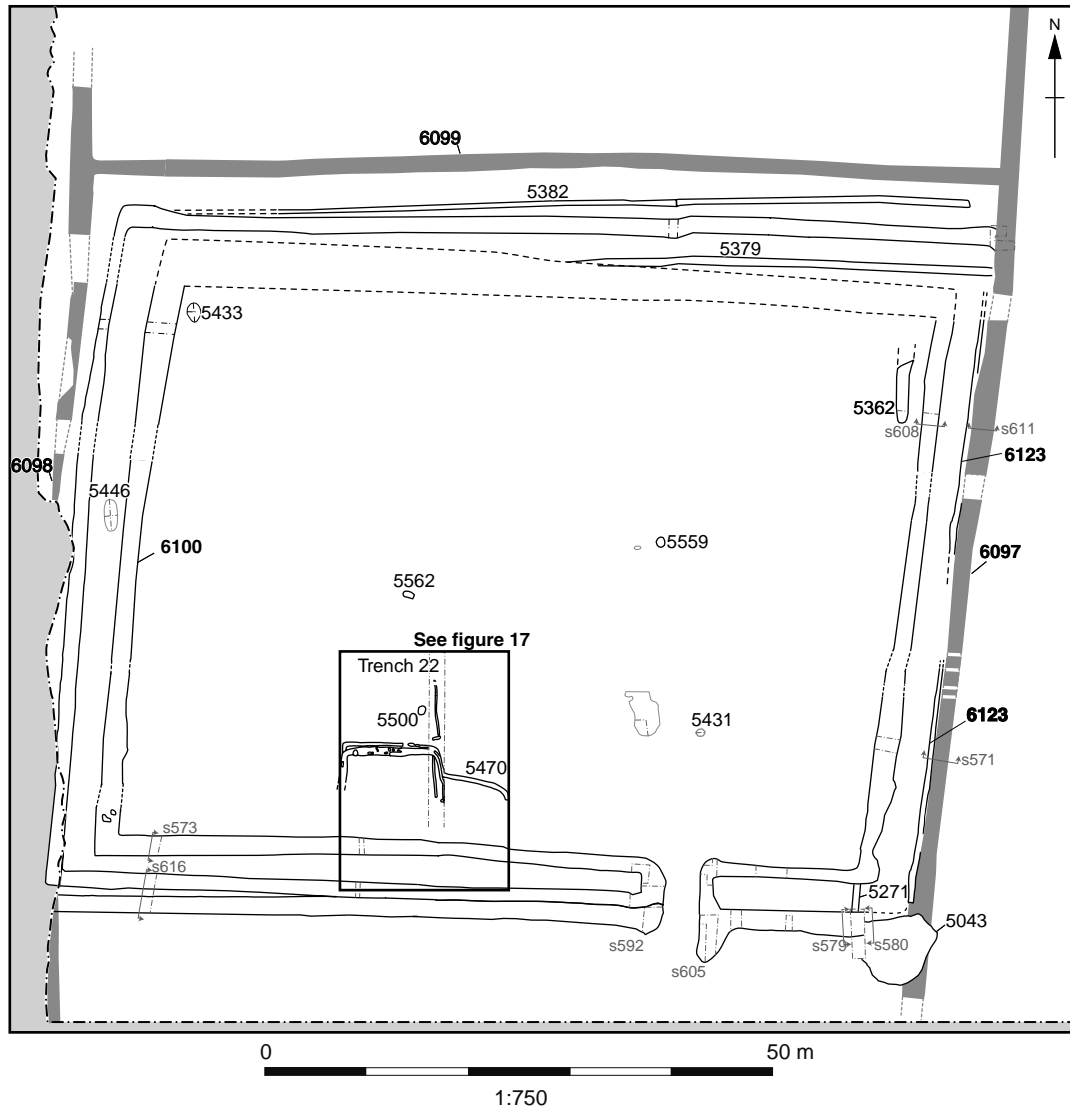 N
6099
5382
5379
5433
5362
s608
s611
6098
6123
5446
5559
6100
6097
5562
See figure 17
Trench 22
5500
5431
6123
s571
5470
s573
s616
5271
5043
s592
s579
s580
s605
0
50 m
1:750